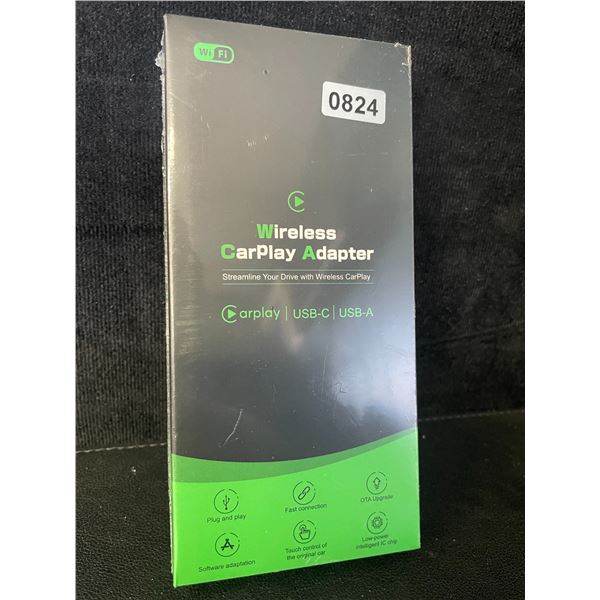 WiFi
0824
Wireless
CarPlay Adapter
Streamline Your Drive with Wireless CarPlay
Carplay | USB-C | USB-A
Plug and play
Fast connection
OTA Upgrade
Software adaptation
Touch control of
the original car
Low-power
intelligent IC chip